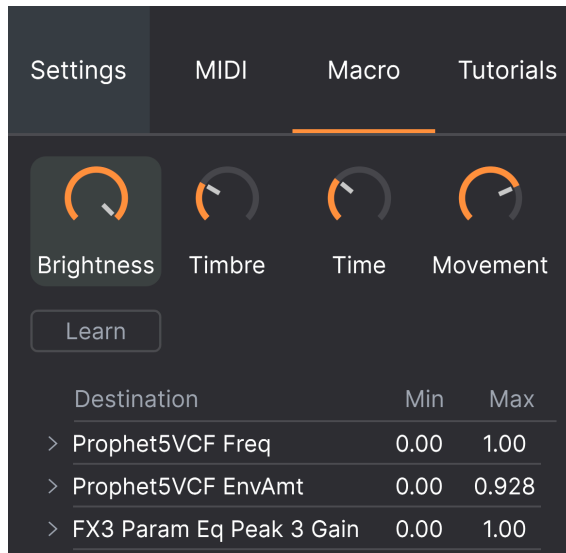 Settings MIDI Macro Tutorials
Brightness Timbre Time Movement
Learn
Destination Min Max
> Prophet5VCF Freq 0.00 1.00
> Prophet5VCF EnvAmt 0.00 0.928
> FX3 Param Eq Peak 3 Gain 0.00 1.00